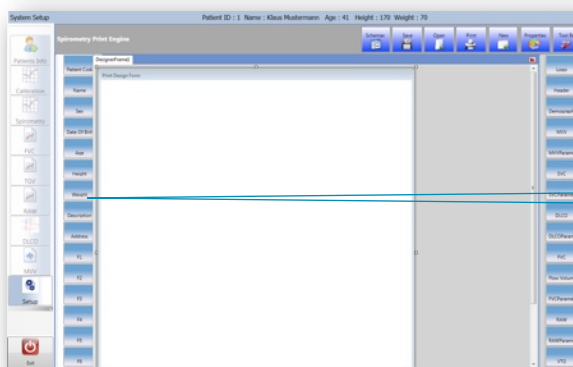 System Setup
Patient ID : 1 Name : Klaus Mustermann Age : 41 Height : 170 Weight : 70
Spirometry Print Engine
Schemas
Save
Open
Print
New
Properties
Tool B
Patients Info
Calibration
Spirometry
FVC
TGV
RAW
DLCO
MVV
Setup
Exit
DesignerFrame1
Print Design Form
Patient Code
Name
Sex
Date Of Birt
Age
Height
Weight
Description
Address
F1
F2
F3
F4
F5
F6
Logo
Header
Demograph
MVV
MVVParam
SVC
DLCO
DLCOParam
FVC
Flow Volum
FVCParame
RAW
RAWParam
VTG